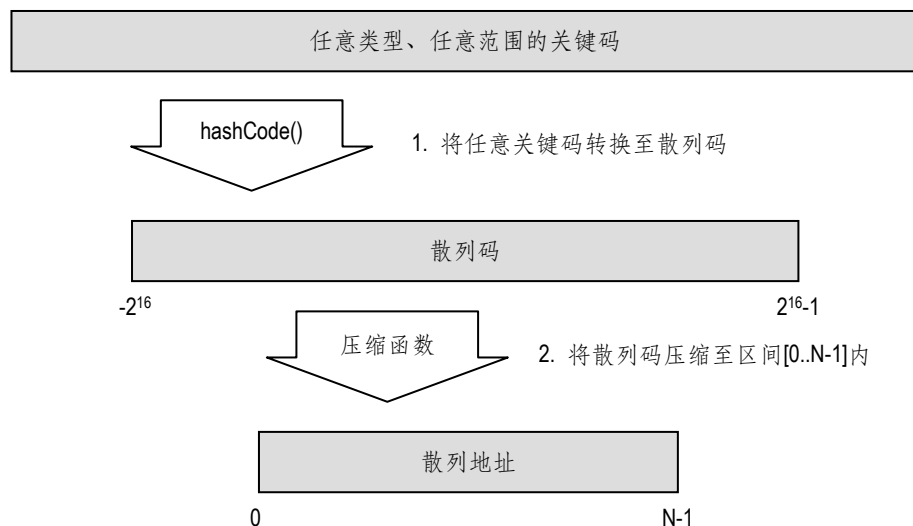 任意类型、任意范围的关键码
hashCode()
1. 将任意关键码转换至散列码
散列码
-2¹⁶
2¹⁶-1
压缩函数
2. 将散列码压缩至区间[0..N-1]内
散列地址
0
N-1